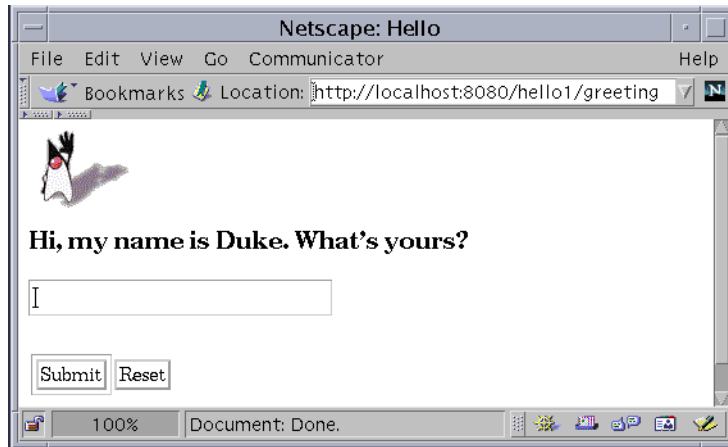 Netscape: Hello
File Edit View Go Communicator Help
Bookmarks Location: http://localhost:8080/hello1/greeting N
Hi, my name is Duke. What's yours?
Submit Reset
100% Document: Done.